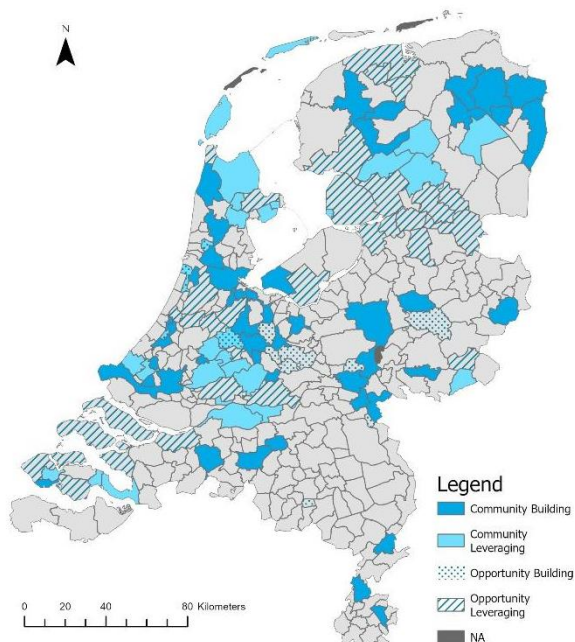 N
Legend
Community Building
Community
Leveraging
Opportunity Building
Opportunity
Leveraging
NA
0 20 40 80 Kilometers